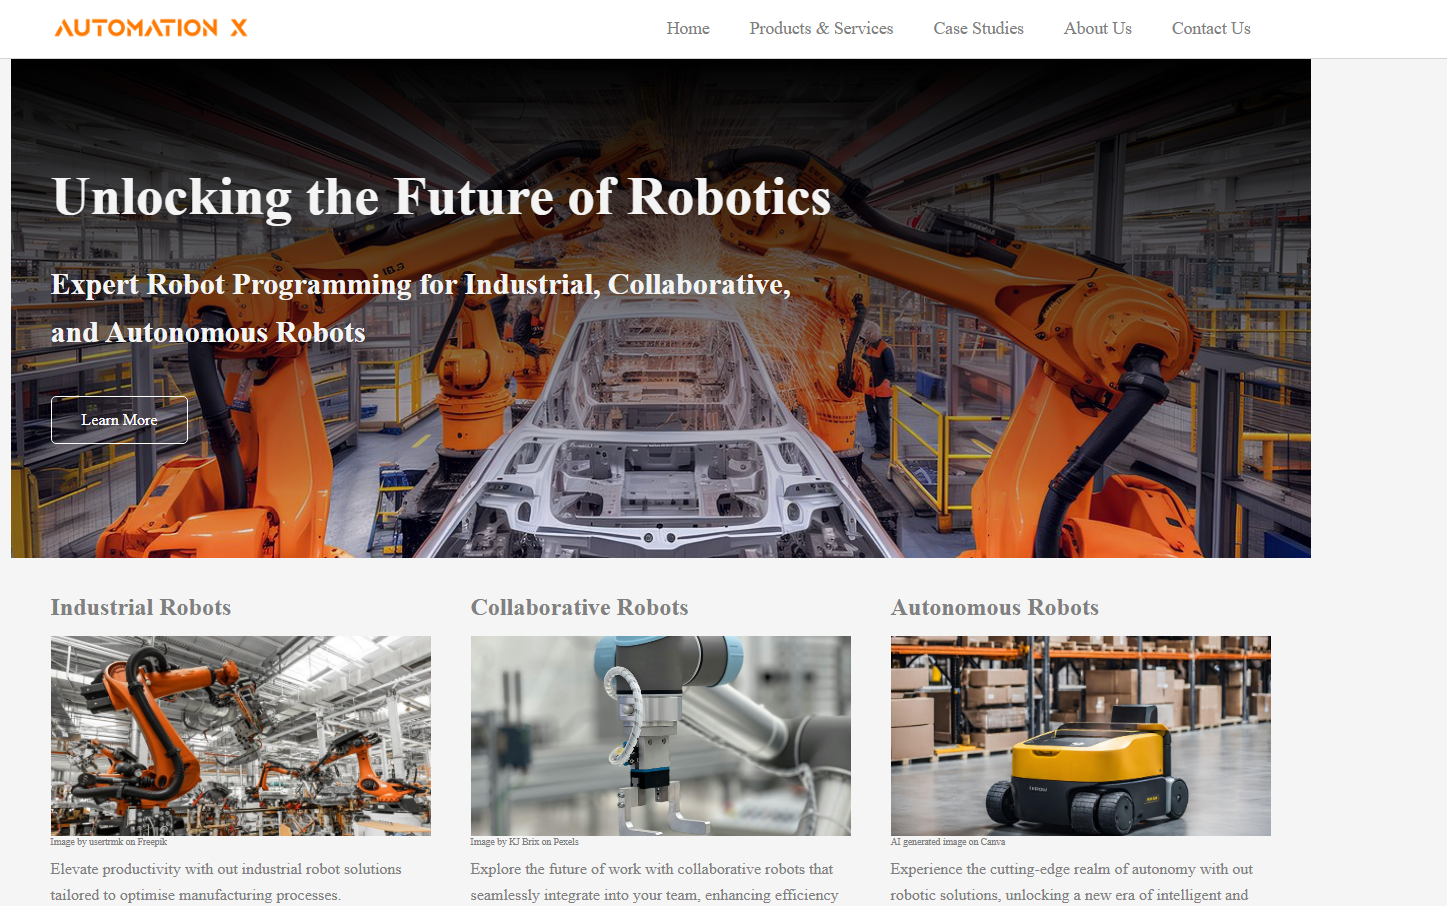 AUTOMATION X
Home
Products & Services
Case Studies
About Us
Contact Us
Unlocking the Future of Robotics
Expert Robot Programming for Industrial, Collaborative,
and Autonomous Robots
Learn More
Industrial Robots
Image by usertrmk on Freepik
Elevate productivity with out industrial robot solutions
tailored to optimise manufacturing processes.
Collaborative Robots
Image by KJ Brix on Pexels
Explore the future of work with collaborative robots that
seamlessly integrate into your team, enhancing efficiency
Autonomous Robots
AI generated image on Canva
Experience the cutting-edge realm of autonomy with out
robotic solutions, unlocking a new era of intelligent and